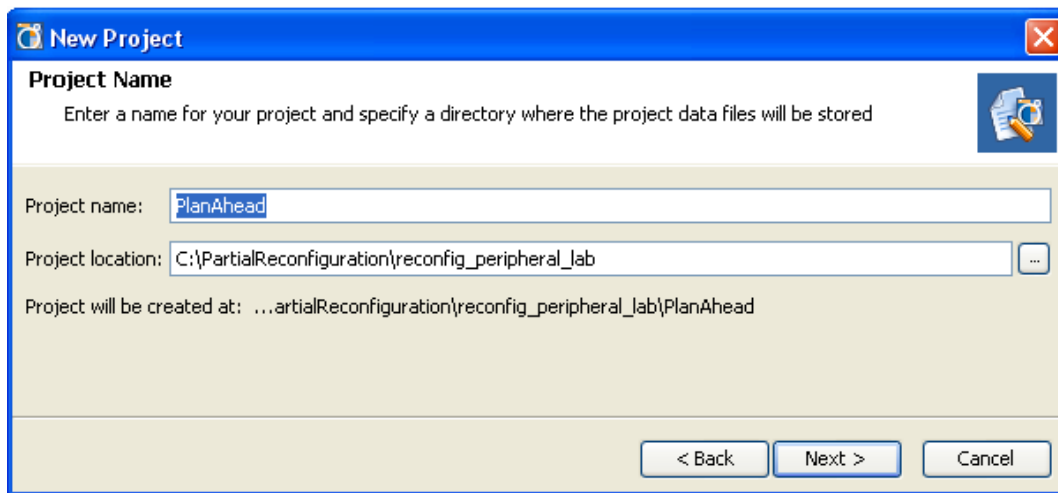 New Project
Project Name
Enter a name for your project and specify a directory where the project data files will be stored
Project name: PlanAhead
Project location: C:\PartialReconfiguration\reconfig_peripheral_lab ...
Project will be created at: ...artialReconfiguration\reconfig_peripheral_lab\PlanAhead
< Back Next > Cancel